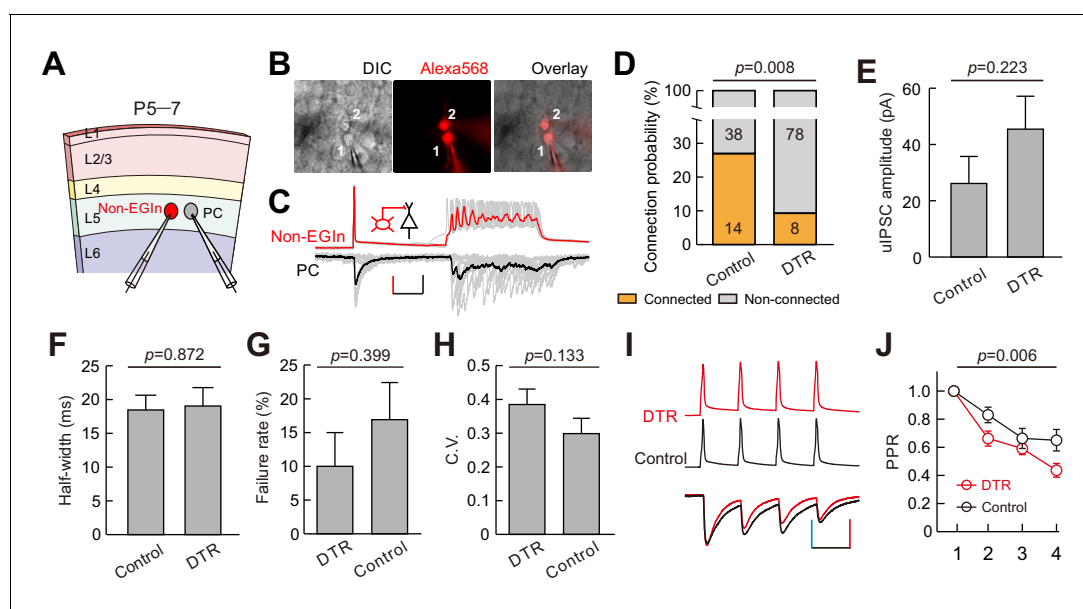 A
P5–7
L1
L2/3
L4
L5
L6
Non-EGIn
PC
B
DIC
Alexa568
Overlay
2
1
2
1
2
1
C
Non-EGIn
PC
D
p=0.008
Connection probability (%)
100
30
20
10
0
38
78
14
8
Control
DTR
Connected
Non-connected
E
p=0.223
uIPSC amplitude (pA)
60
40
20
0
Control
DTR
F
p=0.872
Half-width (ms)
25
20
15
10
5
0
Control
DTR
G
p=0.399
Failure rate (%)
25
20
15
10
5
0
DTR
Control
H
p=0.133
C.V.
0.5
0.4
0.3
0.2
0.1
0
DTR
Control
I
DTR
Control
J
p=0.006
PPR
1.0
0.8
0.6
0.4
0.2
0
DTR
Control
1 2 3 4